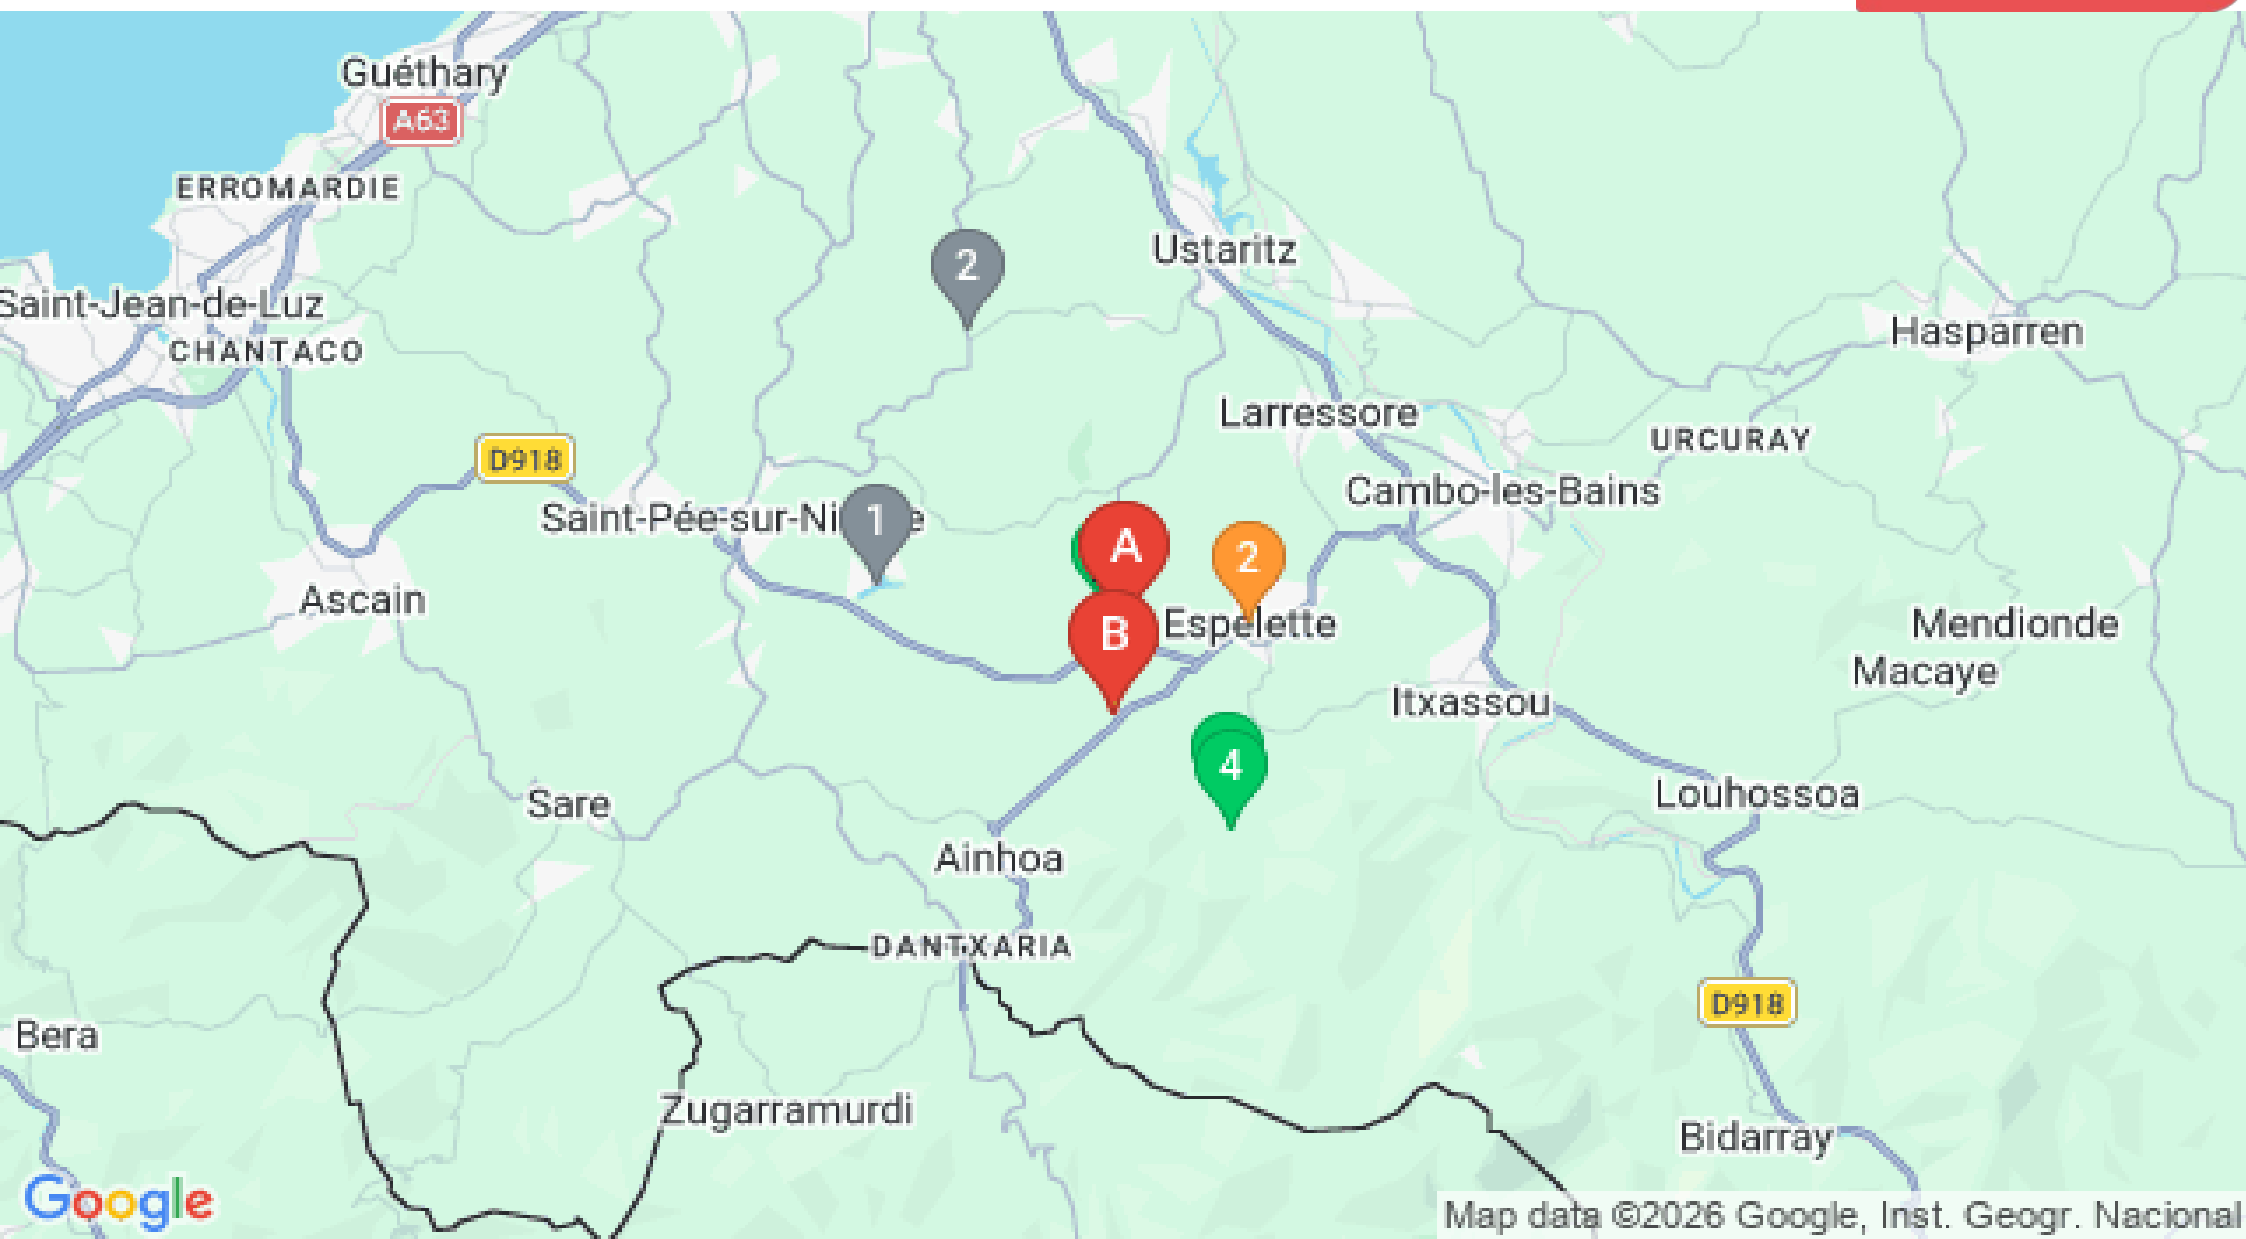 Guéthary
A63
ERROMARDIE
2
Ustaritz
Saint-Jean-de-Luz
CHANTACO
Hasparren
Larressore
URCURAY
D918
Cambo-les-Bains
Saint-Pée-sur-Ni
e
1
A
2
Ascain
B
Espelette
Mendionde
Macaye
Itxassou
4
Sare
Louhossoa
Ainhoa
DANTXARIA
D918
Bera
Zugarramurdi
Bidarray
Google
Map data ©2026 Google, Inst. Geogr. Nacional